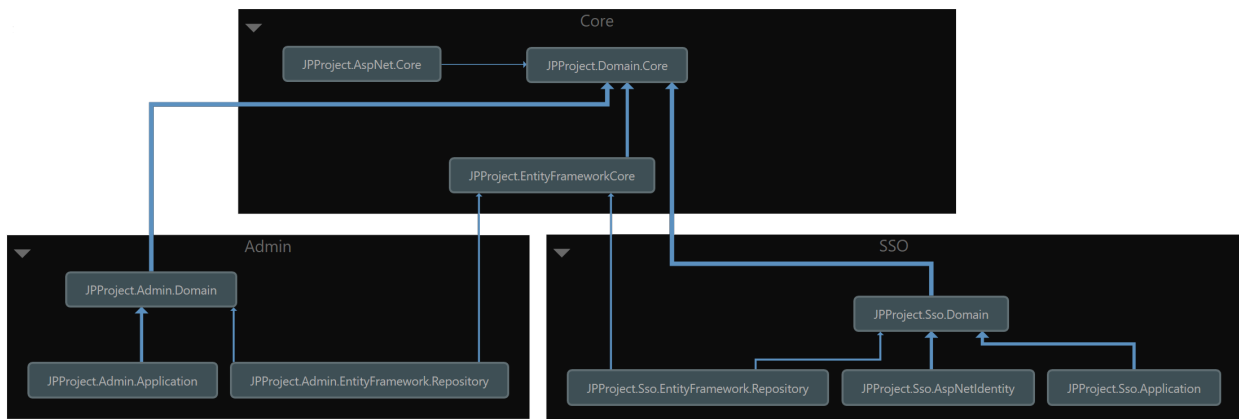 Core
JPProject.AspNet.Core
JPProject.Domain.Core
JPProject.EntityFrameworkCore
Admin
JPProject.Admin.Domain
JPProject.Admin.Application
JPProject.Admin.EntityFramework.Repository
SSO
JPProject.Sso.Domain
JPProject.Sso.EntityFramework.Repository
JPProject.Sso.AspNetIdentity
JPProject.Sso.Application